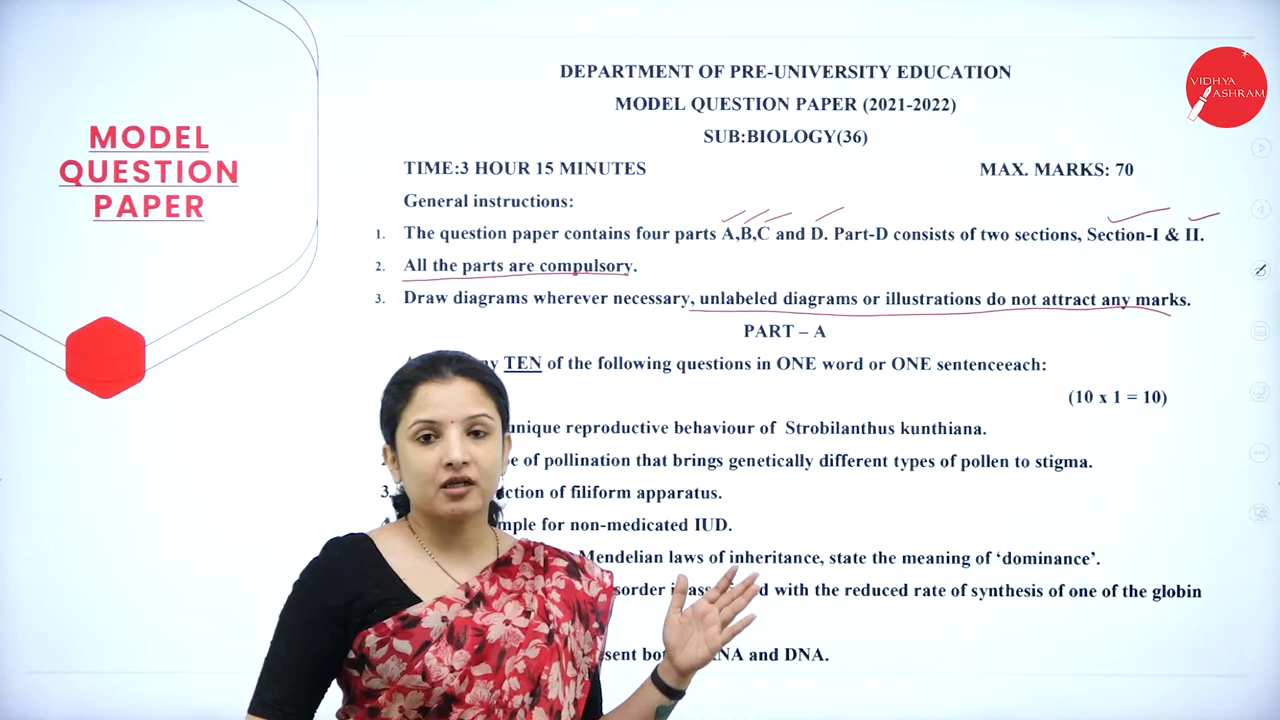 MODEL
QUESTION
PAPER
VIDHYA
ASHRAM
DEPARTMENT OF PRE-UNIVERSITY EDUCATION
MODEL QUESTION PAPER (2021-2022)
SUB:BIOLOGY(36)
TIME:3 HOUR 15 MINUTES MAX. MARKS: 70
General instructions:
1. The question paper contains four parts A,B,C and D. Part-D consists of two sections, Section-I & II.
2. All the parts are compulsory.
3. Draw diagrams wherever necessary, unlabeled diagrams or illustrations do not attract any marks.
PART – A
TEN of the following questions in ONE word or ONE sentenceeach:
(10 x 1 = 10)
unique reproductive behaviour of Strobilanthus kunthiana.
of pollination that brings genetically different types of pollen to stigma.
3. of filiform apparatus.
for non-medicated IUD.
Mendelian laws of inheritance, state the meaning of ‘dominance’.
with the reduced rate of synthesis of one of the globin
and DNA.